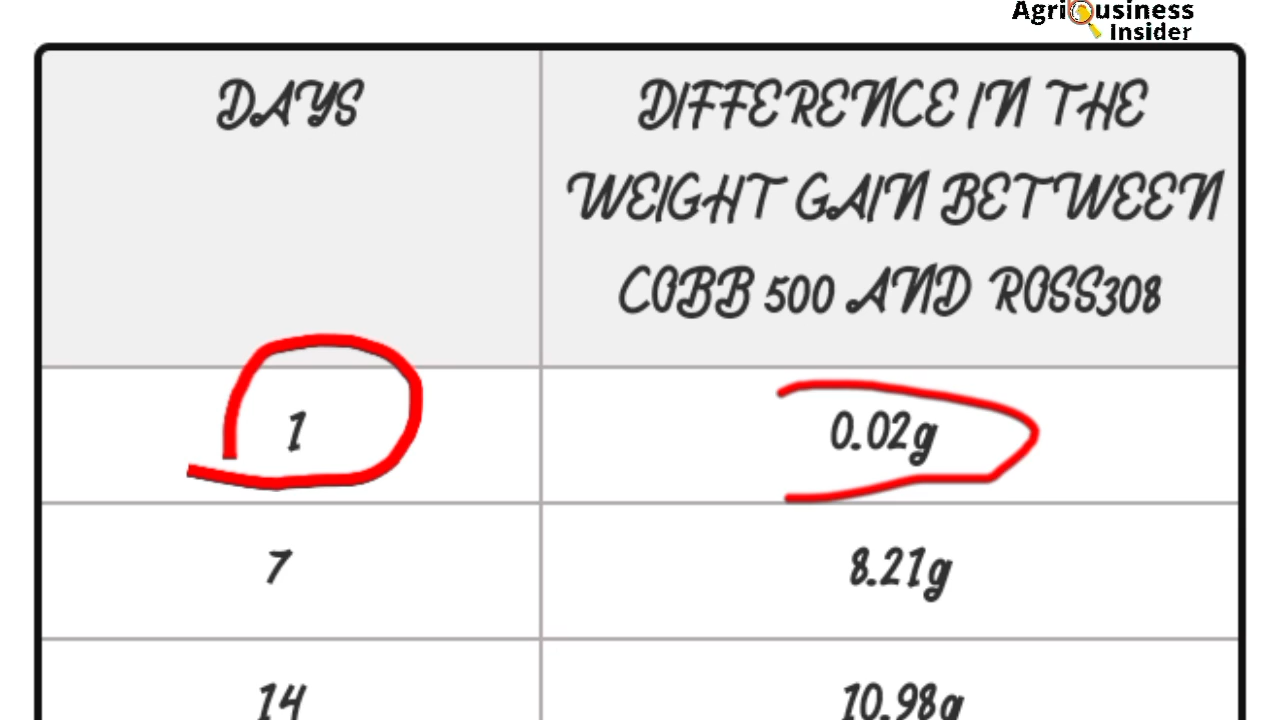 AgriBusiness
Insider
DAYS
DIFFERENCE IN THE
WEIGHT GAIN BETWEEN
COBB 500 AND ROSS308
1
0.02g
7
8.21g
14
10.98g